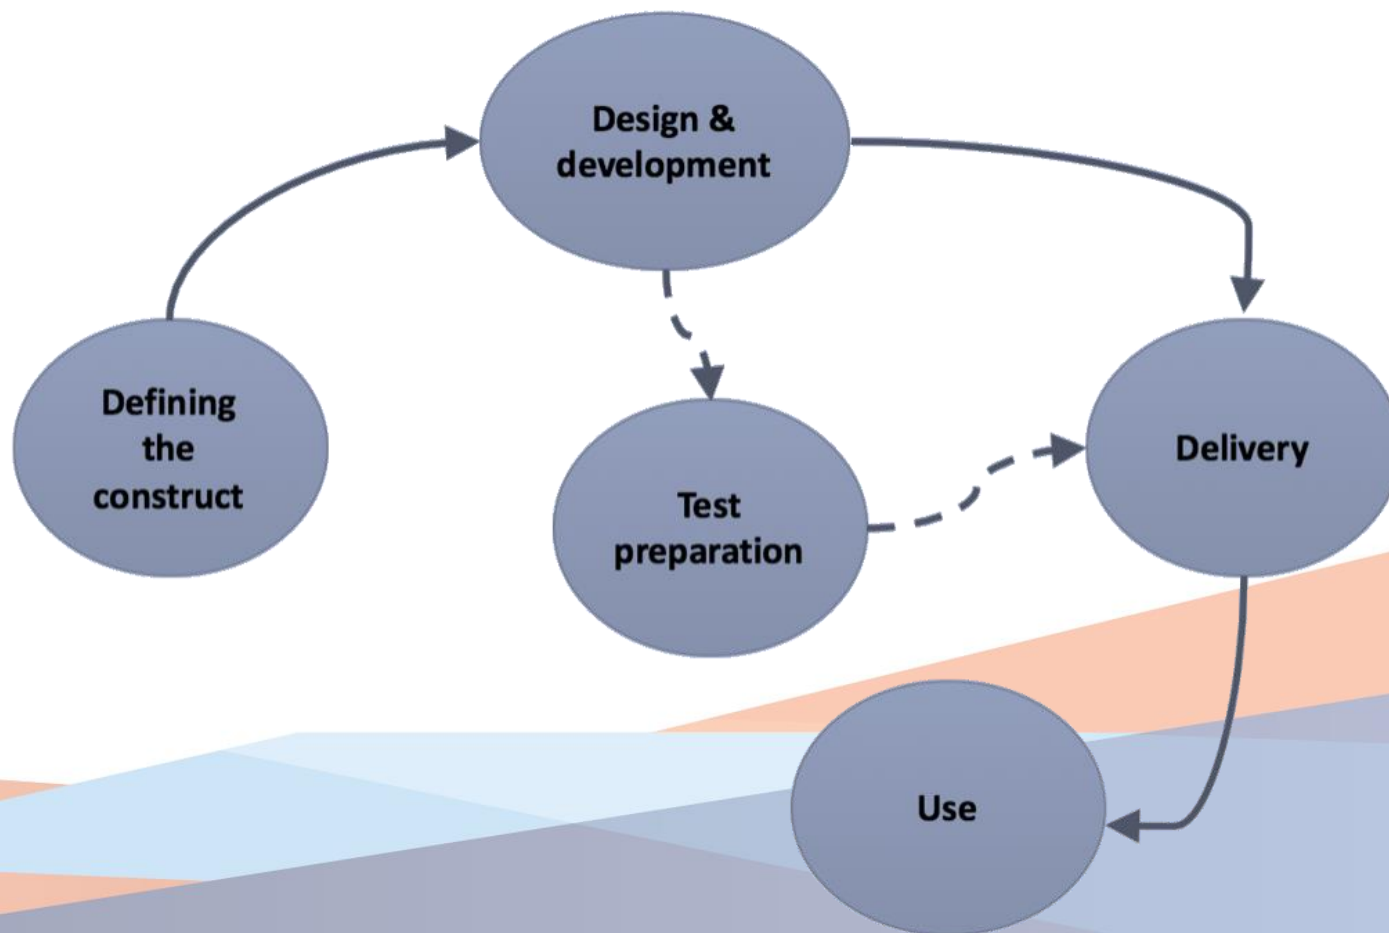 Design &
development
Defining
the
construct
Test
preparation
Delivery
Use